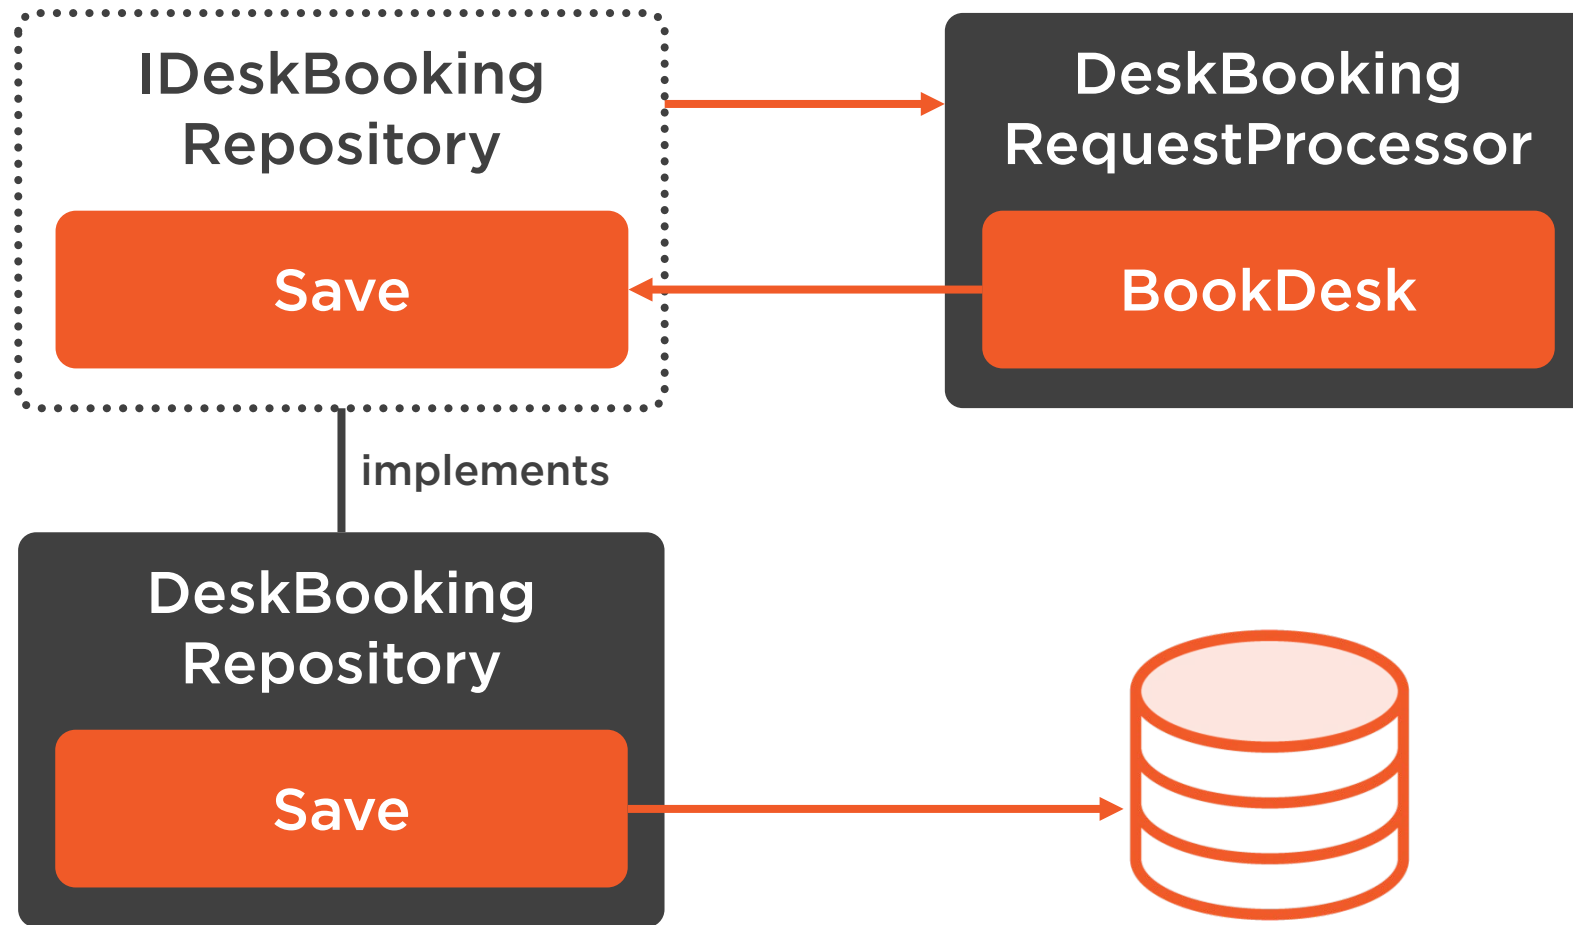 IDeskBooking
Repository
Save
DeskBooking
RequestProcessor
BookDesk
implements
DeskBooking
Repository
Save